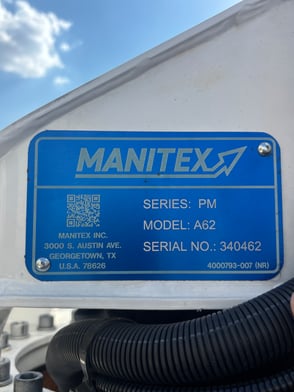 MANITEX
SERIES: PM
MODEL: A62
SERIAL NO.: 340462
MANITEX INC.
3000 S. AUSTIN AVE.
GEORGETOWN, TX
U.S.A. 78626
4000793-007 (NR)